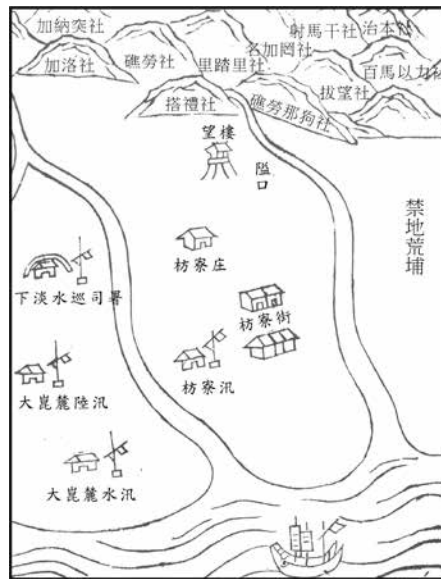 加納突社
加洛社
礁勞社
里踏里社
名加岡社
射馬干社
治本社
百馬以力社
拔望社
搭禮社
礁勞那狗社
望樓
隘口
禁地荒埔
枋寮庄
下淡水巡司署
枋寮街
枋寮汛
大崑麓陸汛
大崑麓水汛